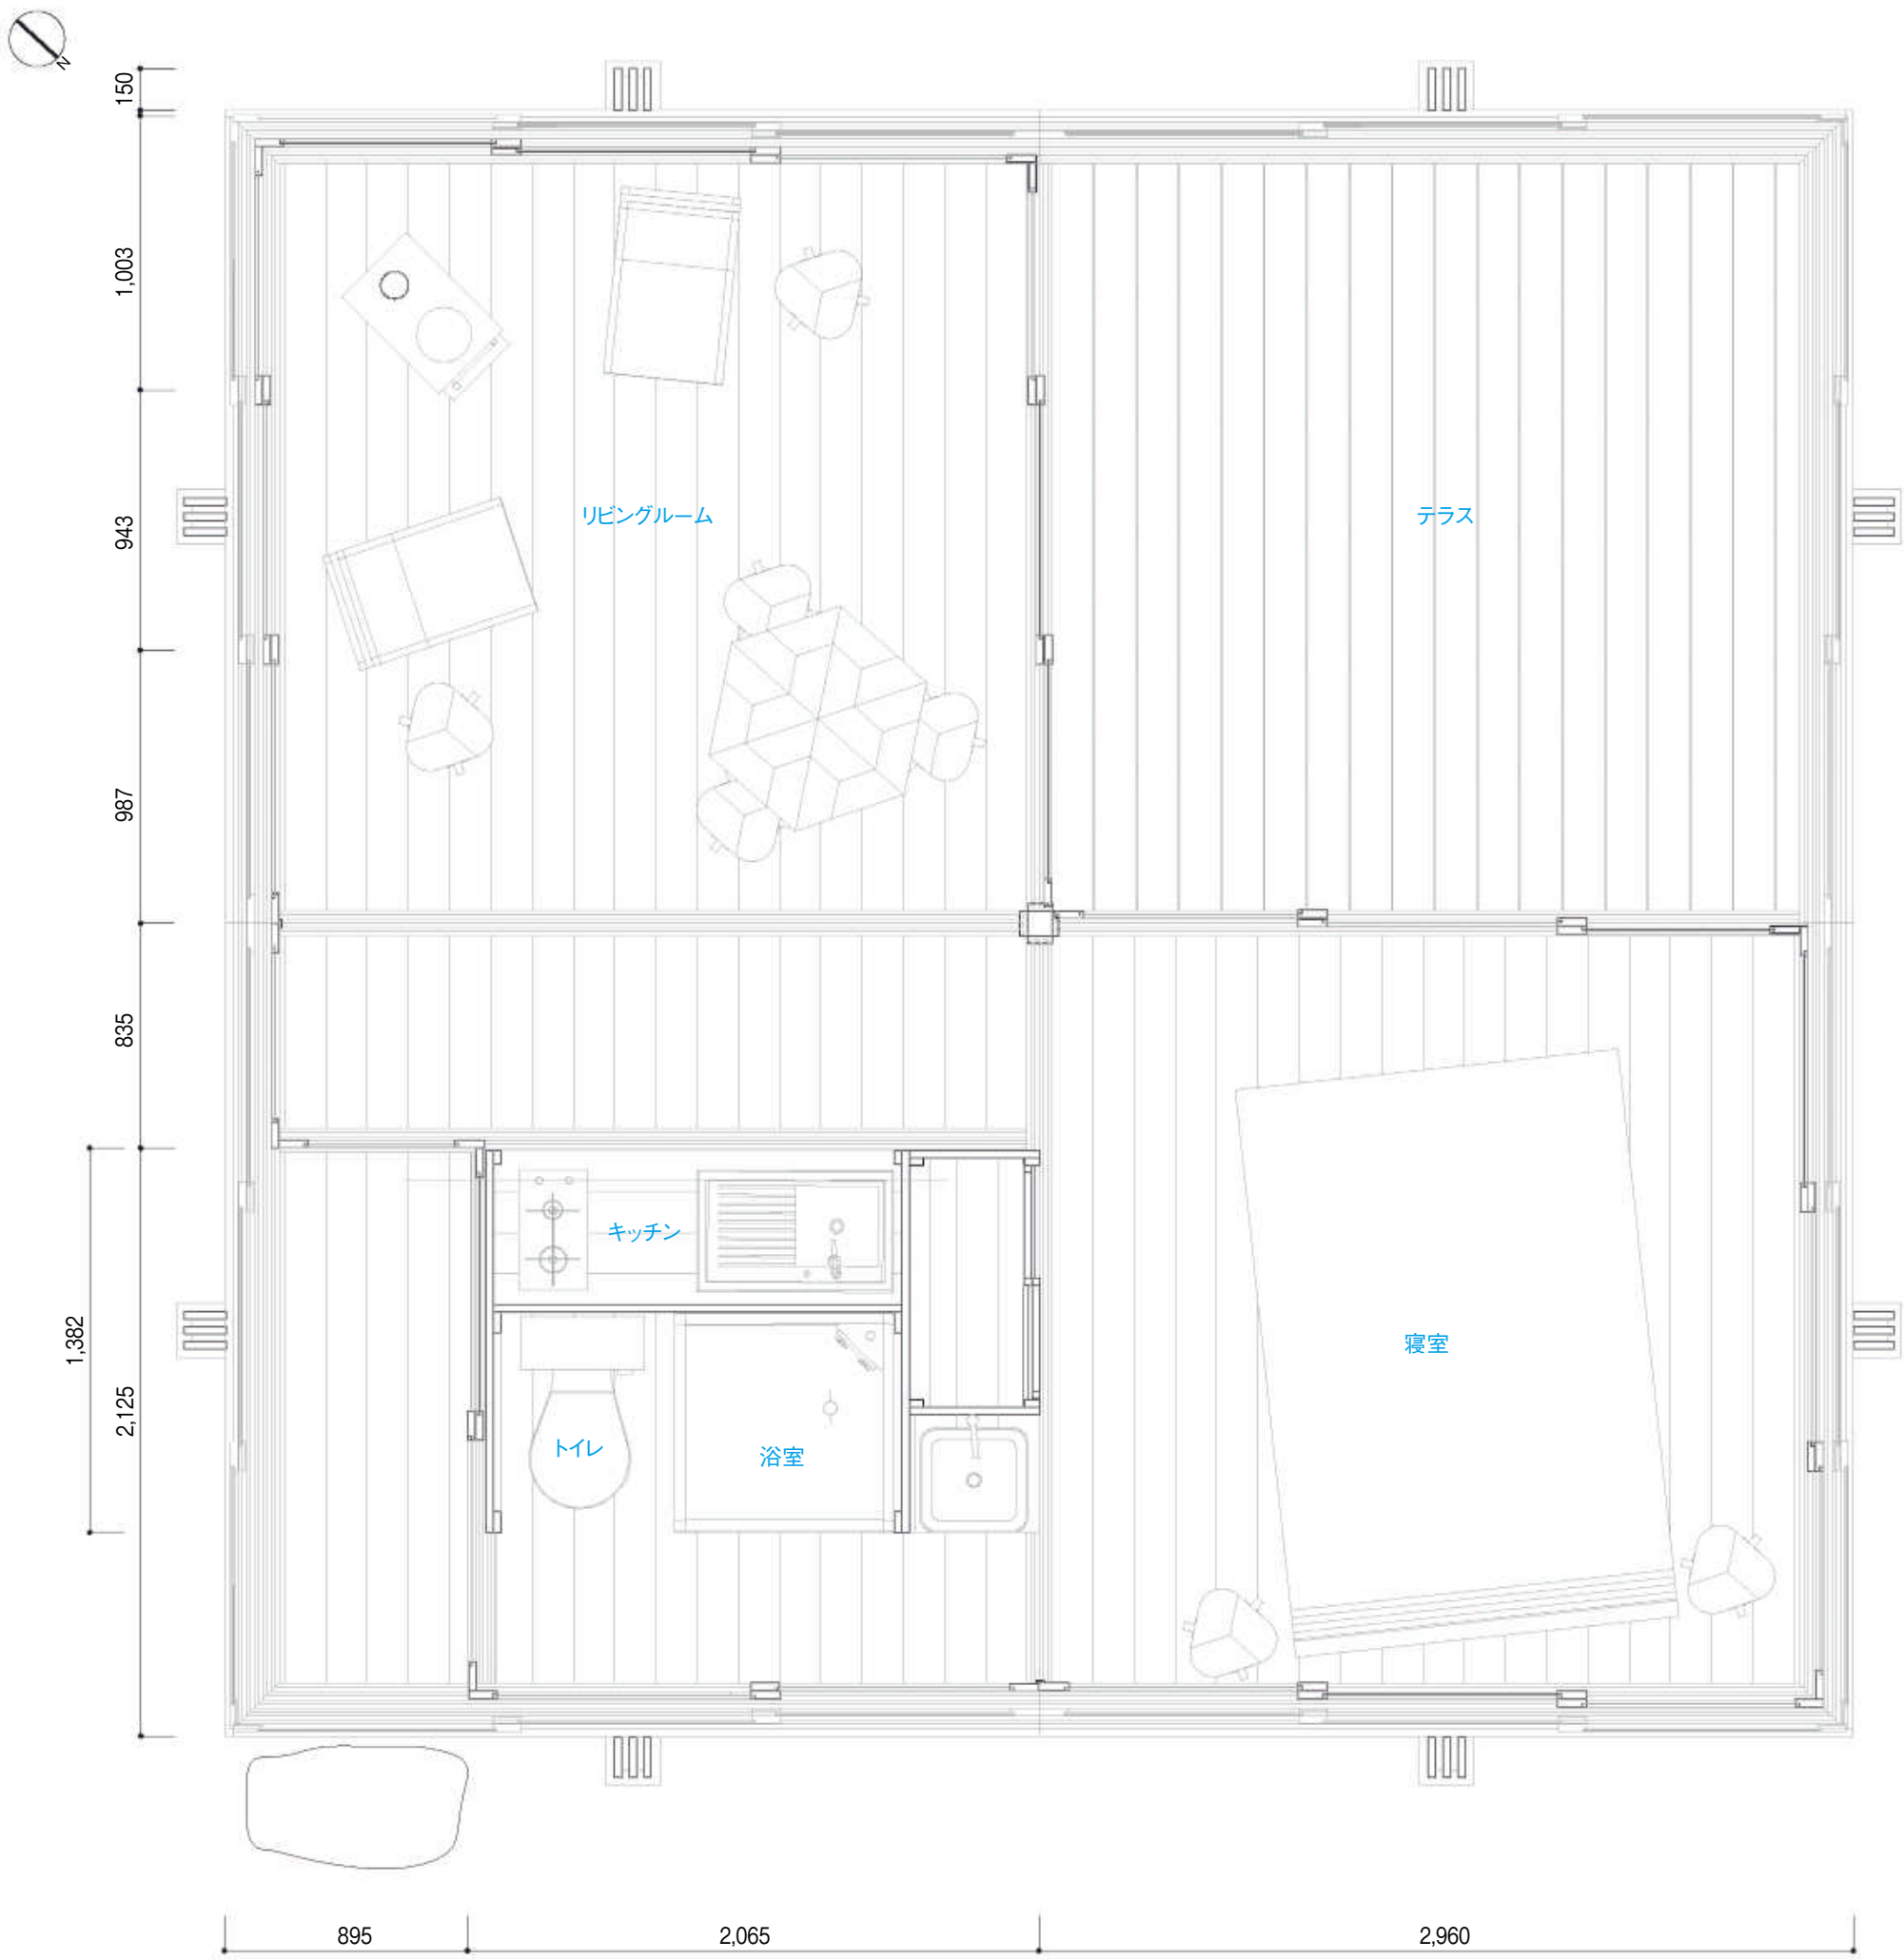 N
150
1,003
943
987
835
1,382
2,125
リビングルーム
テラス
キッチン
寝室
トイレ
浴室
895
2,065
2,960